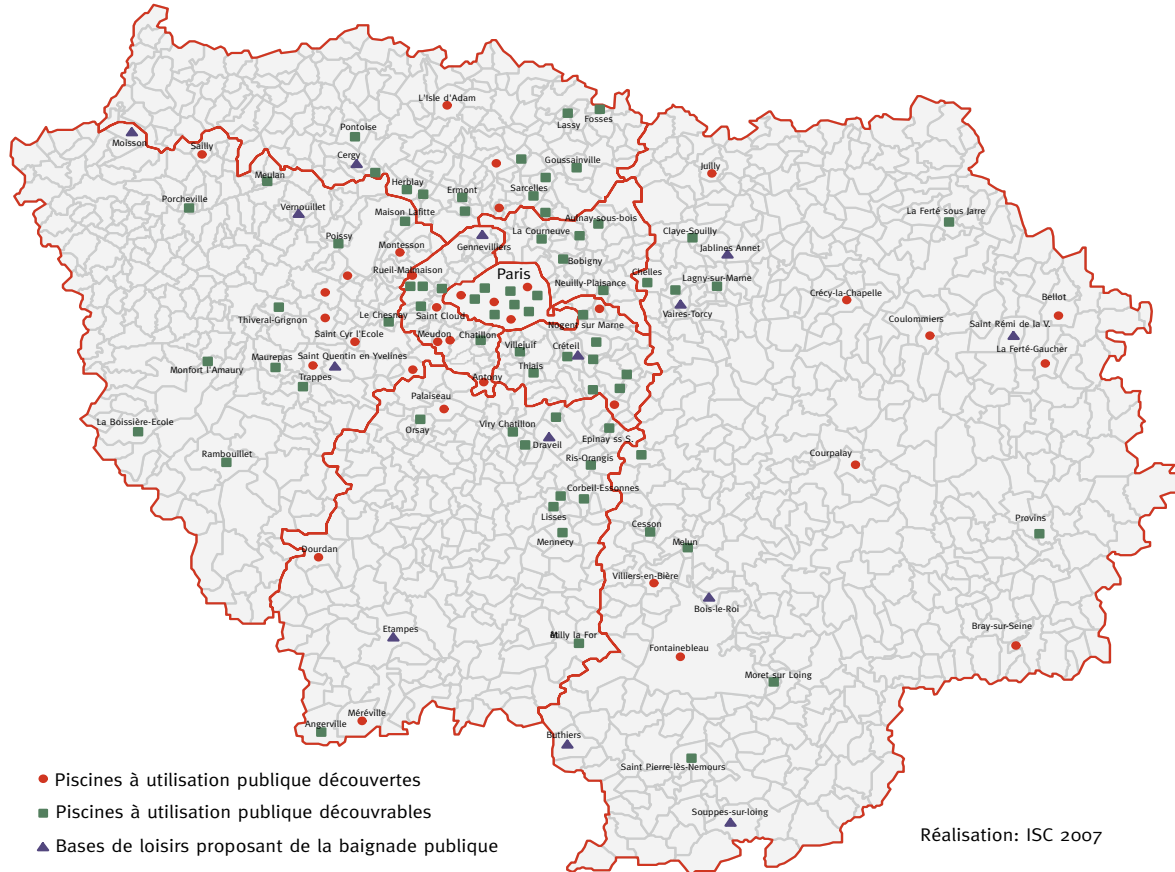 L'Isle d'Adam
Lassy
Fosses
Pontoise
Moisson
Sailly
Cergy
Goussainville
Juilly
Meulan
Herblay
Ermont
Sarcelles
Porcheville
Vernouillet
Maison Lafitte
Aulnay-sous-bois
La Ferté sous Jarre
La Courneuve
Claye-Souilly
Poissy
Montesson
Gennevilliers
Jablines Annet
Bobigny
Rueil-Malmaison
Paris
Chelles
Lagny-sur-Marne
Neuilly-Plaisance
Crécy-la-Chapelle
Bellot
Le Chesnay
Saint Cloud
Vaires-Torcy
Thiveral-Grignon
Nogent sur Marne
Coulommiers
Saint Rémi de la V.
Saint Cyr l'Ecole
Meudon
Chatillon
Villejuif
Créteil
La Ferté-Gaucher
Maurepas
Saint Quentin en Yvelines
Monfort l'Amaury
Trappes
Thiais
Antony
Palaiseau
La Boissière-Ecole
Orsay
Viry Chatillon
Draveil
Epinay ss S.
Rambouillet
Ris-Orangis
Courpalay
Corbeil-Essonnes
Lisses
Cesson
Provins
Mennecy
Melun
Dourdan
Villiers-en-Bière
Bois-le-Roi
Etampes
Milly la For
Bray-sur-Seine
Fontainebleau
Moret sur Loing
Méréville
Angerville
Buthiers
Saint Pierre-lès-Nemours
Souppes-sur-loing
Piscines à utilisation publique découvertes
Piscines à utilisation publique découvrables
Bases de loisirs proposant de la baignade publique
Réalisation: ISC 2007